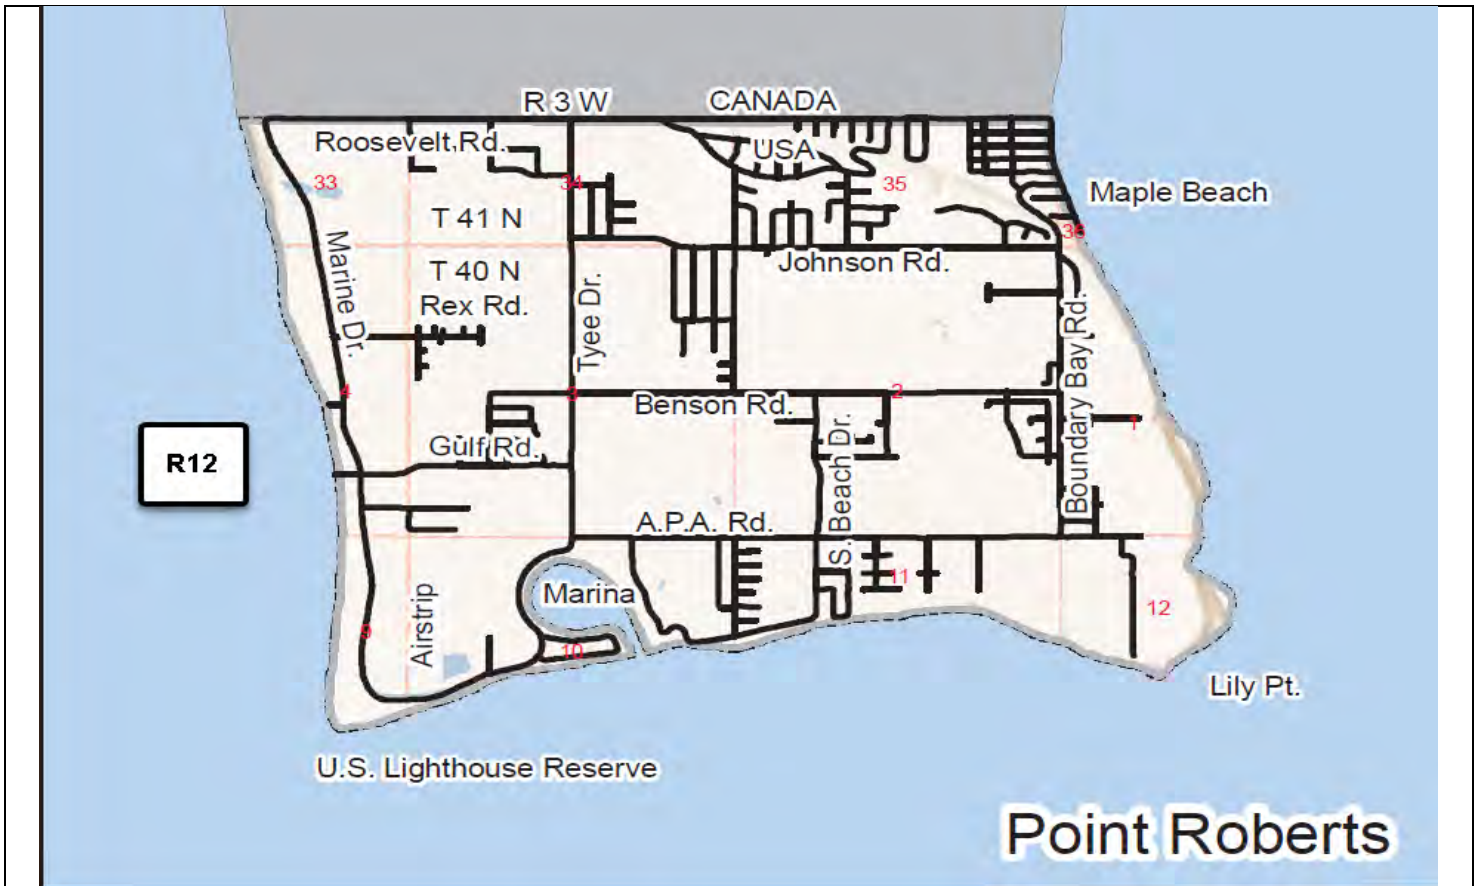 R 3 W
CANADA
Roosevelt Rd.
USA
33
34
35
Maple Beach
T 41 N
36
Marine Dr.
T 40 N
Johnson Rd.
Rex Rd.
Tyee Dr.
Boundary Bay Rd.
4
3
2
Benson Rd.
1
Gulf Rd.
S. Beach Dr.
R12
A.P.A. Rd.
11
Marina
12
Airstrip
9
10
Lily Pt.
U.S. Lighthouse Reserve
Point Roberts